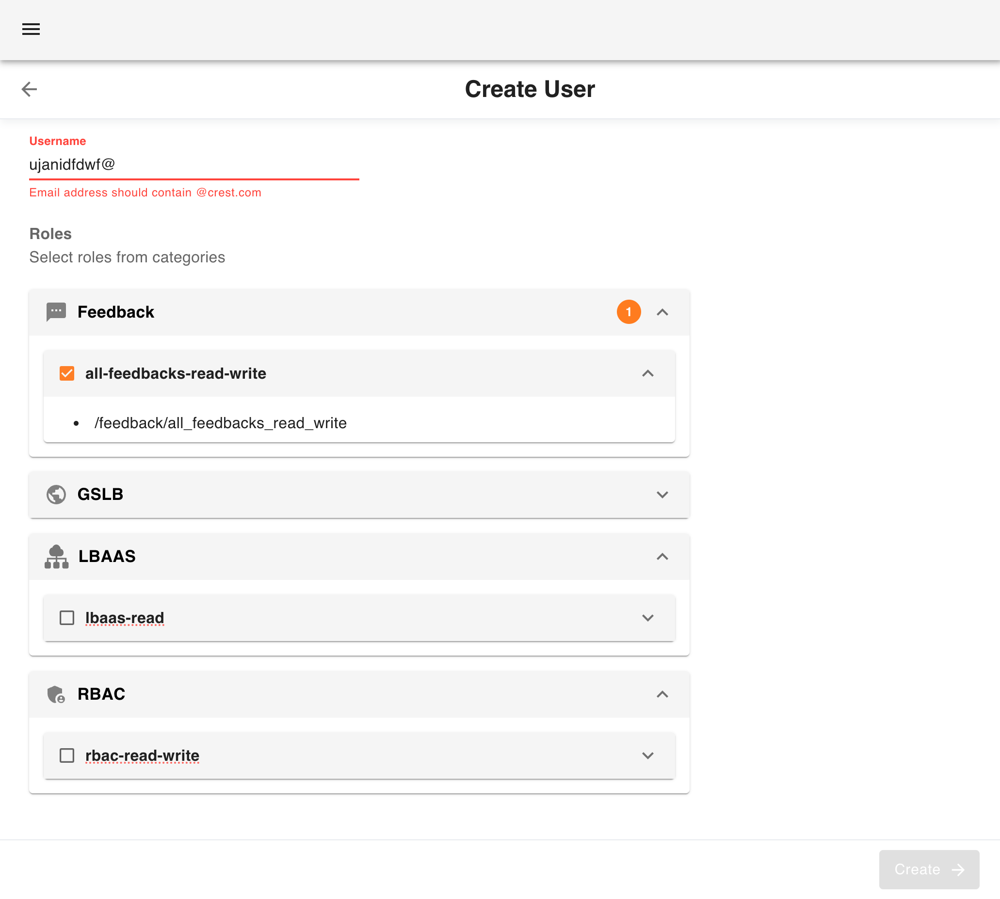 Create User
Username
ujanidfdwf@
Email address should contain @crest.com
Roles
Select roles from categories
Feedback 1
all-feedbacks-read-write
• /feedback/all_feedbacks_read_write
GSLB
LBAAS
lbaas-read
RBAC
rbac-read-write
Create